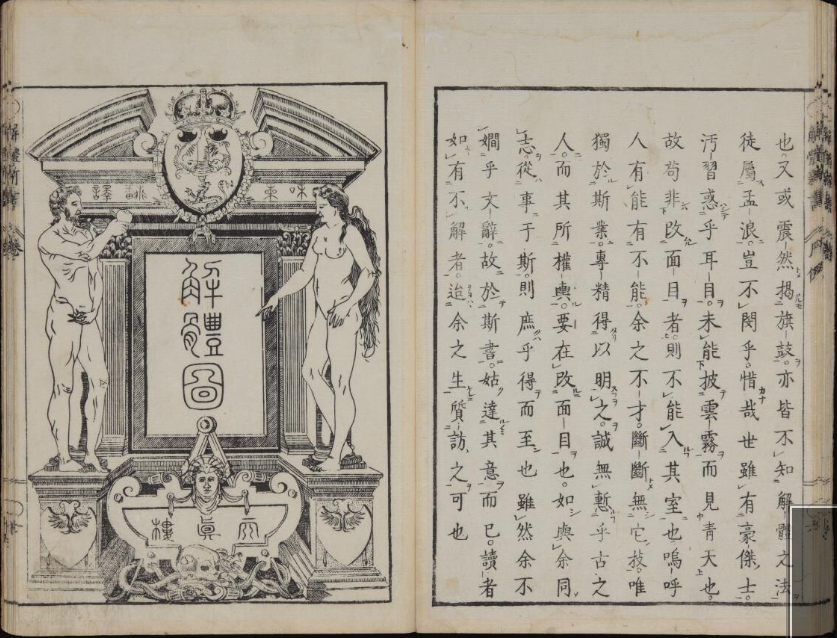 也。又或震然揭旗鼓。亦皆不知解體之法
徒屬孟浪。豈不閔乎。惜哉世雖有豪傑士。
汚習惑乎耳目。未能披雲霧而見青天也。
故苟非改面目者。則不能入其室也嗚呼
人有能有不能。余之不才。斷斷無它技。唯
獨於斯業。專精得以明之。誠無慙乎古之
人。而其所權輿。要在改面目也。如與余同
志。從事于斯。則庶乎得而至也雖然余不
嫺乎文辭。故於斯書。姑達其意而已。讀者
如有不解者。迨余之生質訪之可也
解體圖
天眞樓